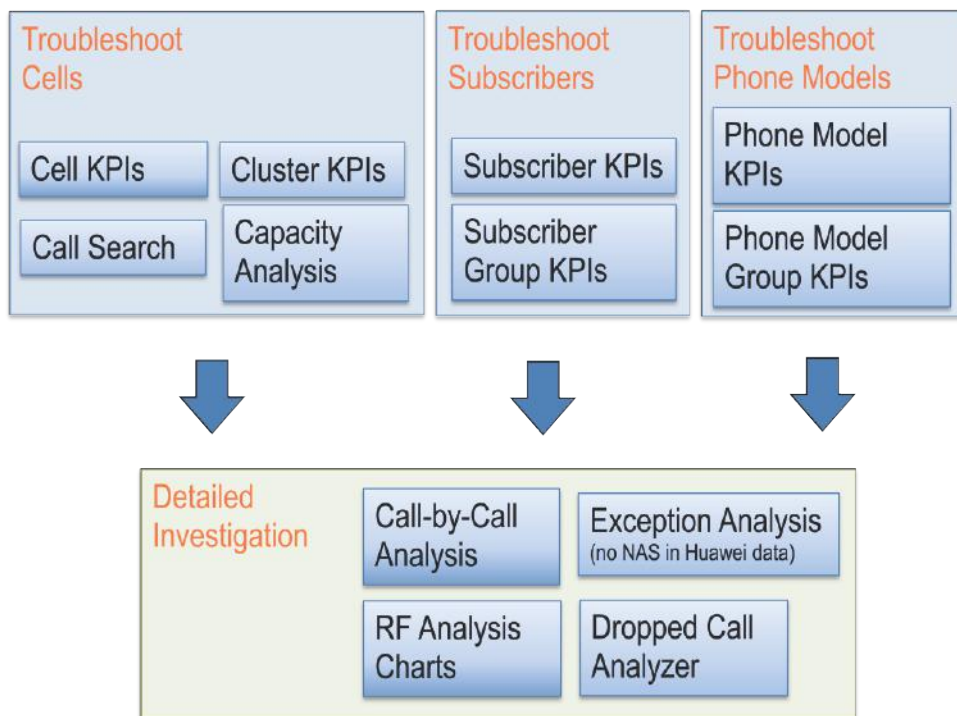 Troubleshoot
Cells
Cell KPIs
Cluster KPIs
Call Search
Capacity
Analysis
Troubleshoot
Subscribers
Subscriber KPIs
Subscriber
Group KPIs
Troubleshoot
Phone Models
Phone Model
KPIs
Phone Model
Group KPIs
Detailed
Investigation
Call-by-Call
Analysis
Exception Analysis
(no NAS in Huawei data)
RF Analysis
Charts
Dropped Call
Analyzer